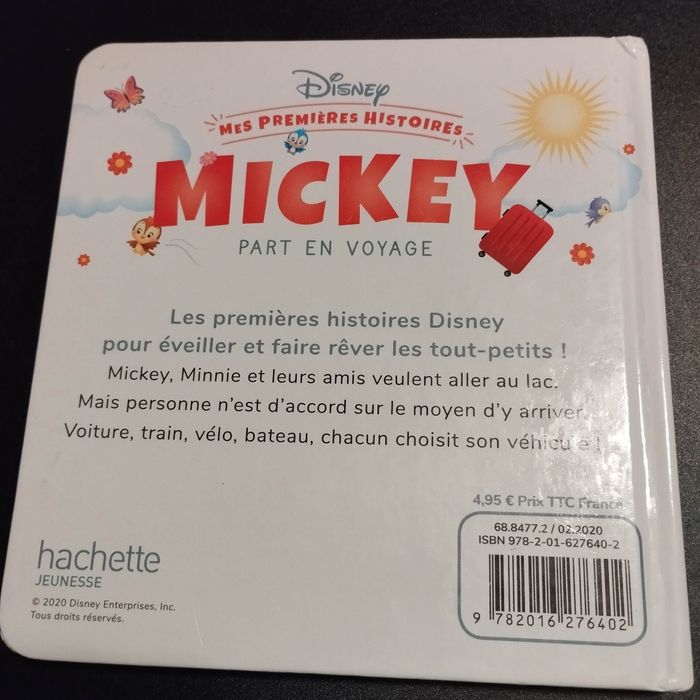 Disney
MES PREMIÈRES HISTOIRES
MICKEY
PART EN VOYAGE
Les premières histoires Disney
pour éveiller et faire rêver les tout-petits !
Mickey, Minnie et leurs amis veulent aller au lac.
Mais personne n'est d'accord sur le moyen d'y arriver.
Voiture, train, vélo, bateau, chacun choisit son véhicule !
4,95 € Prix TTC France
68.8477.2 / 02.2020
ISBN 978-2-01-627640-2
9 782016 276402
hachette
JEUNESSE
© 2020 Disney Enterprises, Inc.
Tous droits réservés.